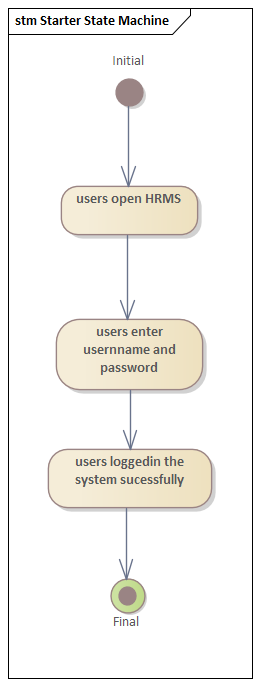 stm Starter State Machine
Initial
users open HRMS
users enter
usernname and
password
users loggedin the
system sucessfully
Final